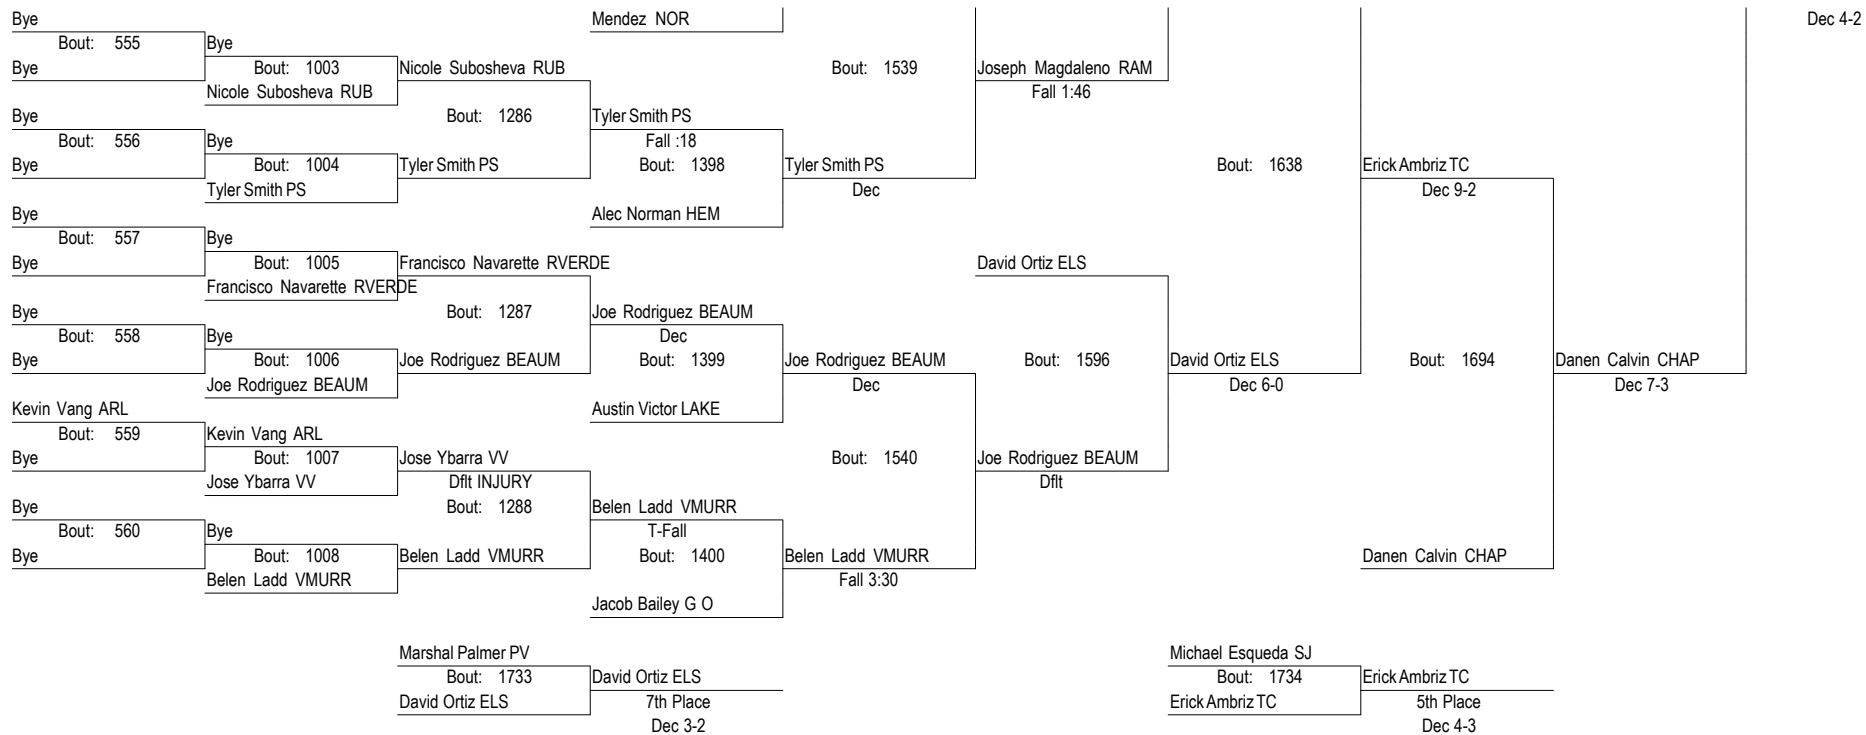 Bye
Mendez NOR
Dec 4-2
Bout: 555
Bye
Bye
Bout: 1003
Nicole Subosheva RUB
Bout: 1539
Joseph Magdaleno RAM
Nicole Subosheva RUB
Fall 1:46
Bye
Bout: 1286
Tyler Smith PS
Bout: 556
Bye
Fall :18
Bye
Bout: 1004
Tyler Smith PS
Bout: 1398
Tyler Smith PS
Bout: 1638
Erick Ambriz TC
Tyler Smith PS
Dec
Dec 9-2
Bye
Alec Norman HEM
Bout: 557
Bye
Bye
Bout: 1005
Francisco Navarette RVERDE
David Ortiz ELS
Francisco Navarette RVERDE
Bye
Bout: 1287
Joe Rodriguez BEAUM
Bout: 558
Bye
Dec
Bye
Bout: 1006
Joe Rodriguez BEAUM
Bout: 1399
Joe Rodriguez BEAUM
Bout: 1596
David Ortiz ELS
Bout: 1694
Danen Calvin CHAP
Joe Rodriguez BEAUM
Dec
Dec 6-0
Dec 7-3
Kevin Vang ARL
Austin Victor LAKE
Bout: 559
Kevin Vang ARL
Bye
Bout: 1007
Jose Ybarra VV
Bout: 1540
Joe Rodriguez BEAUM
Jose Ybarra VV
Dflt INJURY
Dflt
Bye
Bout: 1288
Belen Ladd VMURR
Bout: 560
Bye
T-Fall
Bye
Bout: 1008
Belen Ladd VMURR
Bout: 1400
Belen Ladd VMURR
Danen Calvin CHAP
Belen Ladd VMURR
Fall 3:30
Jacob Bailey G O
Marshal Palmer PV
Michael Esqueda SJ
Bout: 1733
David Ortiz ELS
Bout: 1734
Erick Ambriz TC
David Ortiz ELS
7th Place
Erick Ambriz TC
5th Place
Dec 3-2
Dec 4-3